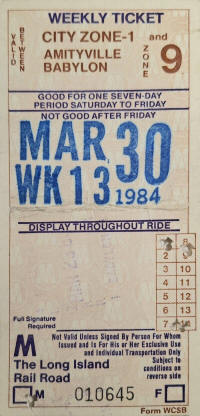 WEEKLY TICKET
VALID BETWEEN
CITY ZONE-1 and
AMITYVILLE
BABYLON
ZONE 9
GOOD FOR ONE SEVEN-DAY
PERIOD SATURDAY TO FRIDAY
NOT GOOD AFTER FRIDAY
MAR 30
WK 13 1984
DISPLAY THROUGHOUT RIDE
8
2 9
3 10
4 11
5 12
6 13
7
Full Signature
Required
Not Valid Unless Signed By Person For Whom
Issued and Is For His or Her Exclusive Use
and Individual Transportation Only
Subject to
conditions on
reverse side
M
The Long Island
Rail Road
M 010645 F
Form WCSB